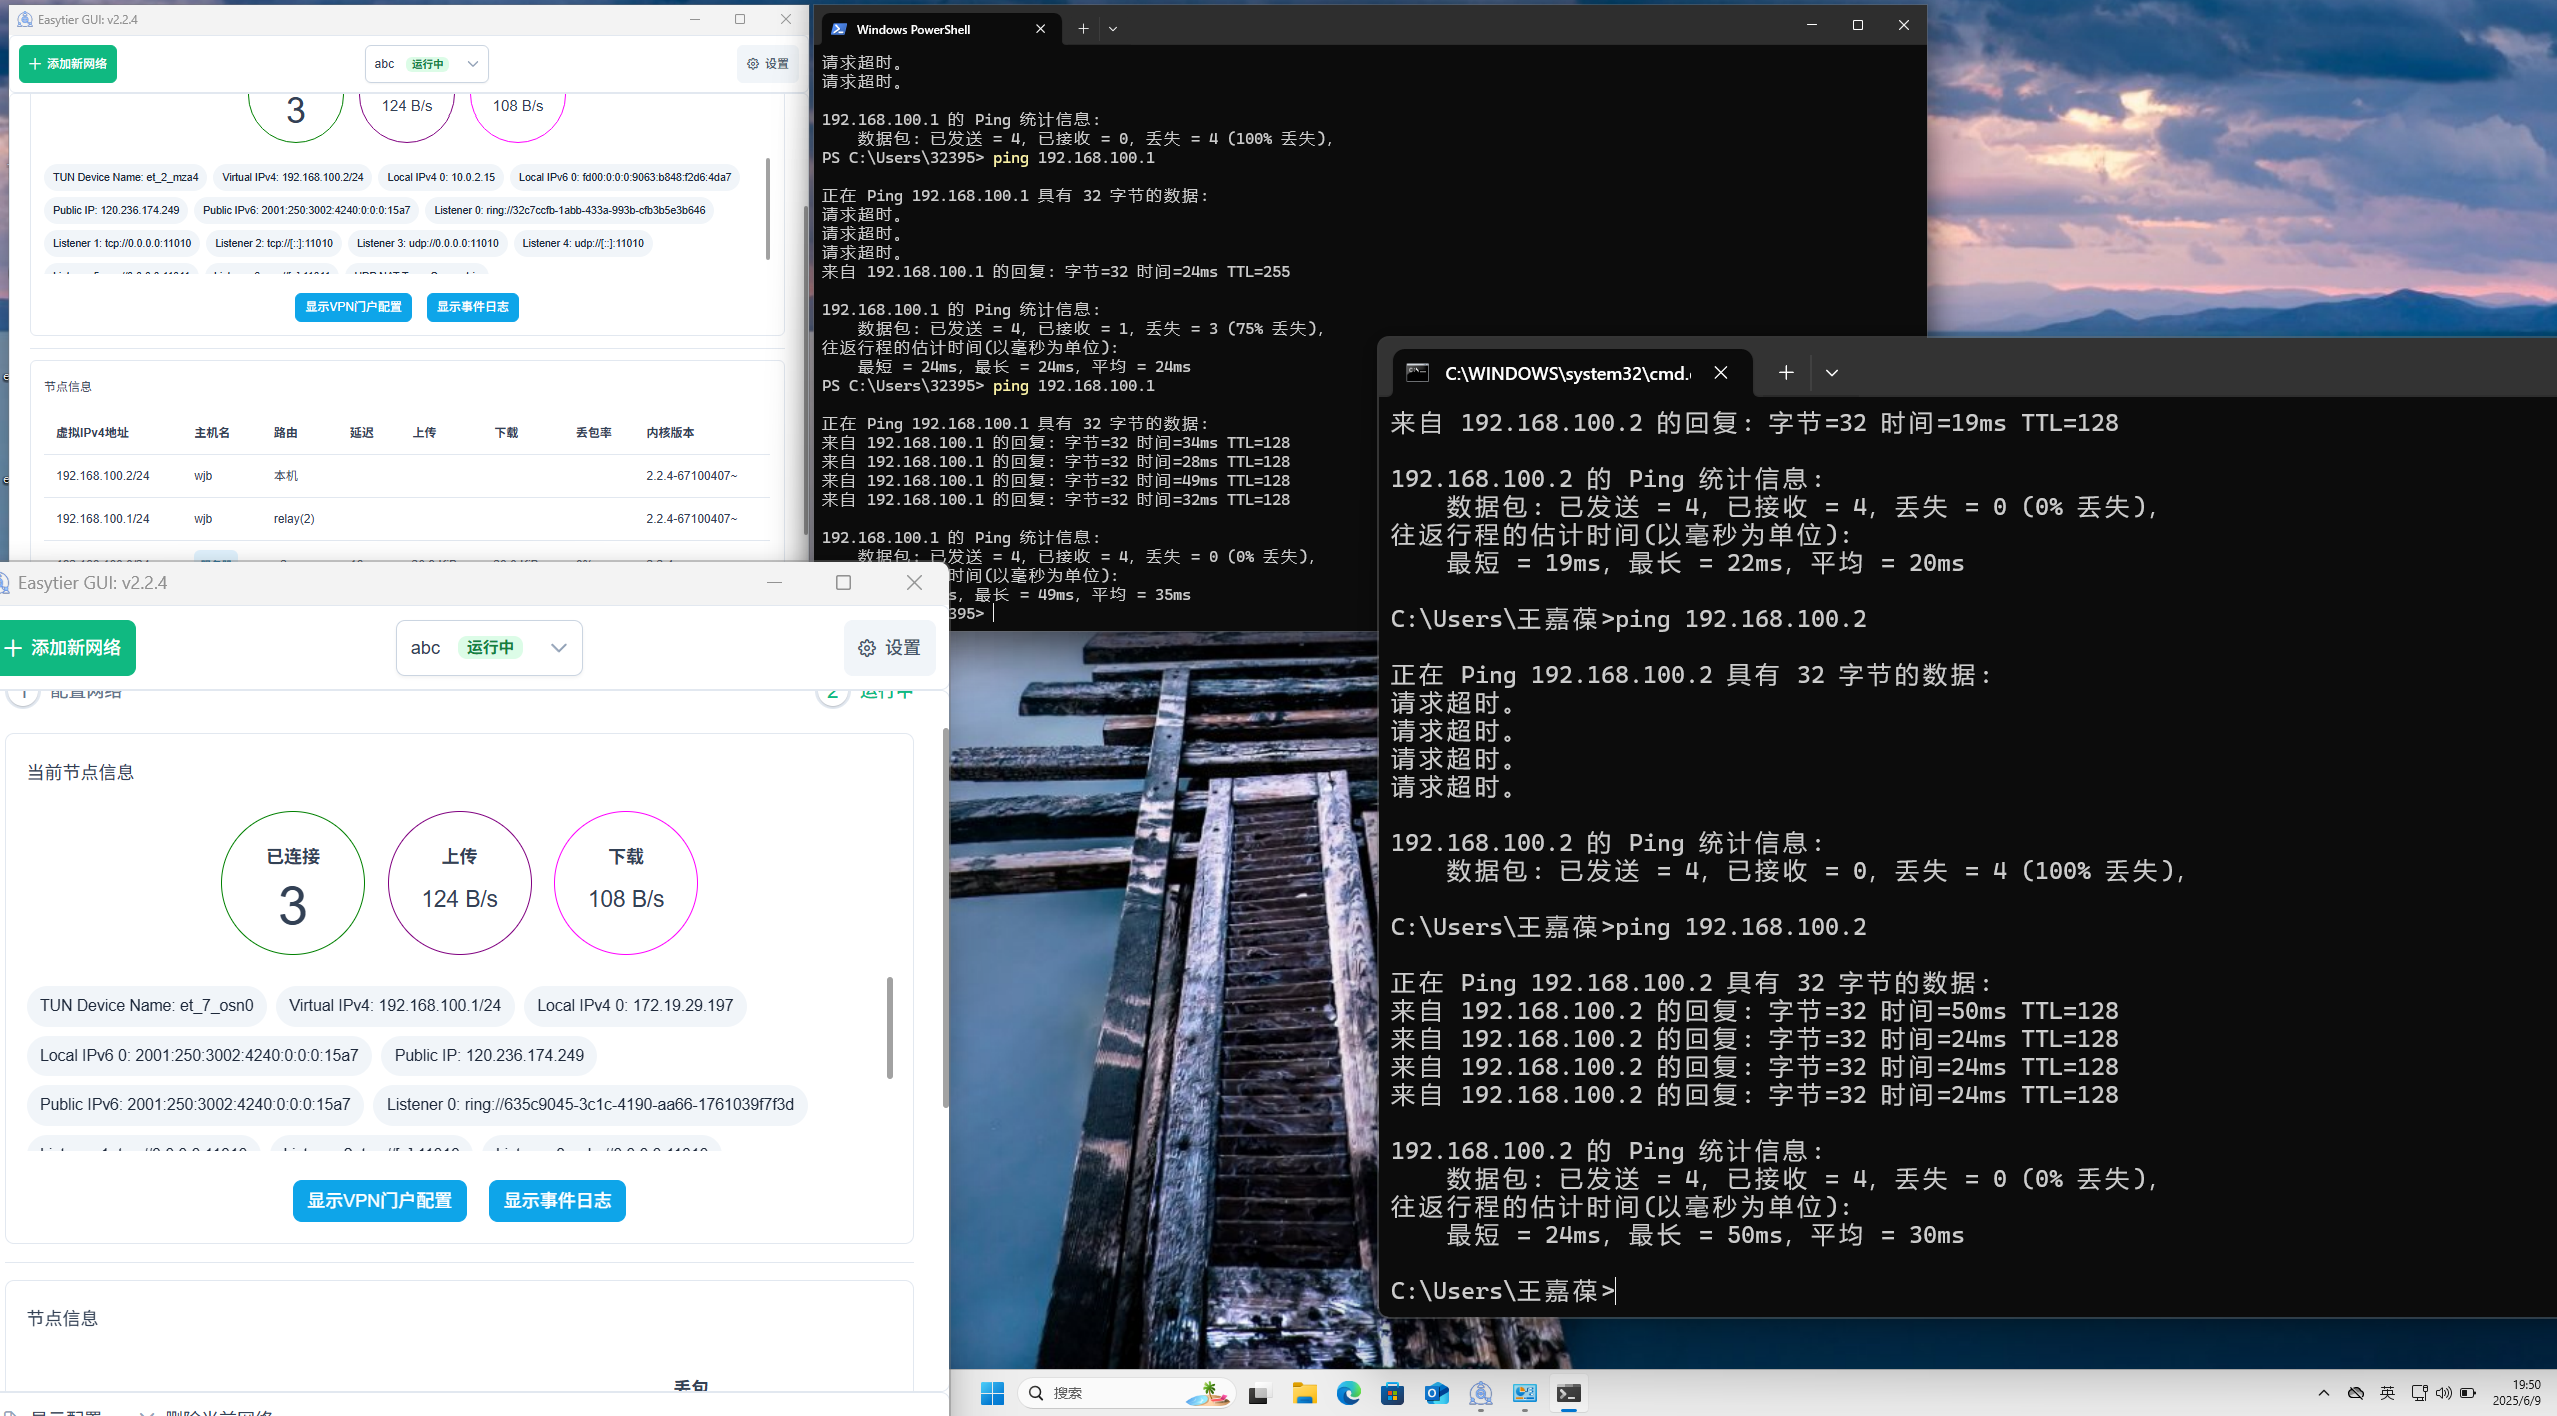 Easytier GUI: v2.2.4
添加新网络
abc 运行中
设置
3
124 B/s
108 B/s
TUN Device Name: et_2_mza4
Virtual IPv4: 192.168.100.2/24
Local IPv4 0: 10.0.2.15
Local IPv6 0: fd00:0:0:0:9063:b848:f2d6:4da7
Public IP: 120.236.174.249
Public IPv6: 2001:250:3002:4240:0:0:0:15a7
Listener 0: ring://32c7ccfb-1abb-433a-993b-cfb3b5e3b646
Listener 1: tcp://0.0.0.0:11010
Listener 2: tcp://[::]:11010
Listener 3: udp://0.0.0.0:11010
Listener 4: udp://[::]:11010
显示VPN门户配置
显示事件日志
节点信息
虚拟IPv4地址 主机名 路由 延迟 上传 下载 丢包率 内核版本
192.168.100.2/24 wjb 本机 2.2.4-67100407~
192.168.100.1/24 wjb relay(2) 2.2.4-67100407~
Windows PowerShell
请求超时。
请求超时。
192.168.100.1 的 Ping 统计信息:
数据包: 已发送 = 4, 已接收 = 0, 丢失 = 4 (100% 丢失),
PS C:\Users\32395> ping 192.168.100.1
正在 Ping 192.168.100.1 具有 32 字节的数据:
请求超时。
请求超时。
请求超时。
来自 192.168.100.1 的回复: 字节=32 时间=24ms TTL=255
192.168.100.1 的 Ping 统计信息:
数据包: 已发送 = 4, 已接收 = 1, 丢失 = 3 (75% 丢失),
往返行程的估计时间(以毫秒为单位):
最短 = 24ms, 最长 = 24ms, 平均 = 24ms
PS C:\Users\32395> ping 192.168.100.1
正在 Ping 192.168.100.1 具有 32 字节的数据:
来自 192.168.100.1 的回复: 字节=32 时间=34ms TTL=128
来自 192.168.100.1 的回复: 字节=32 时间=28ms TTL=128
来自 192.168.100.1 的回复: 字节=32 时间=49ms TTL=128
来自 192.168.100.1 的回复: 字节=32 时间=32ms TTL=128
192.168.100.1 的 Ping 统计信息:
数据包: 已发送 = 4, 已接收 = 4, 丢失 = 0 (0% 丢失),
时间(以毫秒为单位):
s, 最长 = 49ms, 平均 = 35ms
395>
Easytier GUI: v2.2.4
添加新网络
abc 运行中
设置
1 配置网络
2 运行中
当前节点信息
已连接
3
上传
124 B/s
下载
108 B/s
TUN Device Name: et_7_osn0
Virtual IPv4: 192.168.100.1/24
Local IPv4 0: 172.19.29.197
Local IPv6 0: 2001:250:3002:4240:0:0:0:15a7
Public IP: 120.236.174.249
Public IPv6: 2001:250:3002:4240:0:0:0:15a7
Listener 0: ring://635c9045-3c1c-4190-aa66-1761039f7f3d
显示VPN门户配置
显示事件日志
节点信息
丢包
C:\WINDOWS\system32\cmd.
来自 192.168.100.2 的回复: 字节=32 时间=19ms TTL=128
192.168.100.2 的 Ping 统计信息:
数据包: 已发送 = 4, 已接收 = 4, 丢失 = 0 (0% 丢失),
往返行程的估计时间(以毫秒为单位):
最短 = 19ms, 最长 = 22ms, 平均 = 20ms
C:\Users\王嘉葆>ping 192.168.100.2
正在 Ping 192.168.100.2 具有 32 字节的数据:
请求超时。
请求超时。
请求超时。
请求超时。
192.168.100.2 的 Ping 统计信息:
数据包: 已发送 = 4, 已接收 = 0, 丢失 = 4 (100% 丢失),
C:\Users\王嘉葆>ping 192.168.100.2
正在 Ping 192.168.100.2 具有 32 字节的数据:
来自 192.168.100.2 的回复: 字节=32 时间=50ms TTL=128
来自 192.168.100.2 的回复: 字节=32 时间=24ms TTL=128
来自 192.168.100.2 的回复: 字节=32 时间=24ms TTL=128
来自 192.168.100.2 的回复: 字节=32 时间=24ms TTL=128
192.168.100.2 的 Ping 统计信息:
数据包: 已发送 = 4, 已接收 = 4, 丢失 = 0 (0% 丢失),
往返行程的估计时间(以毫秒为单位):
最短 = 24ms, 最长 = 50ms, 平均 = 30ms
C:\Users\王嘉葆>
搜索
英
19:50
2025/6/9